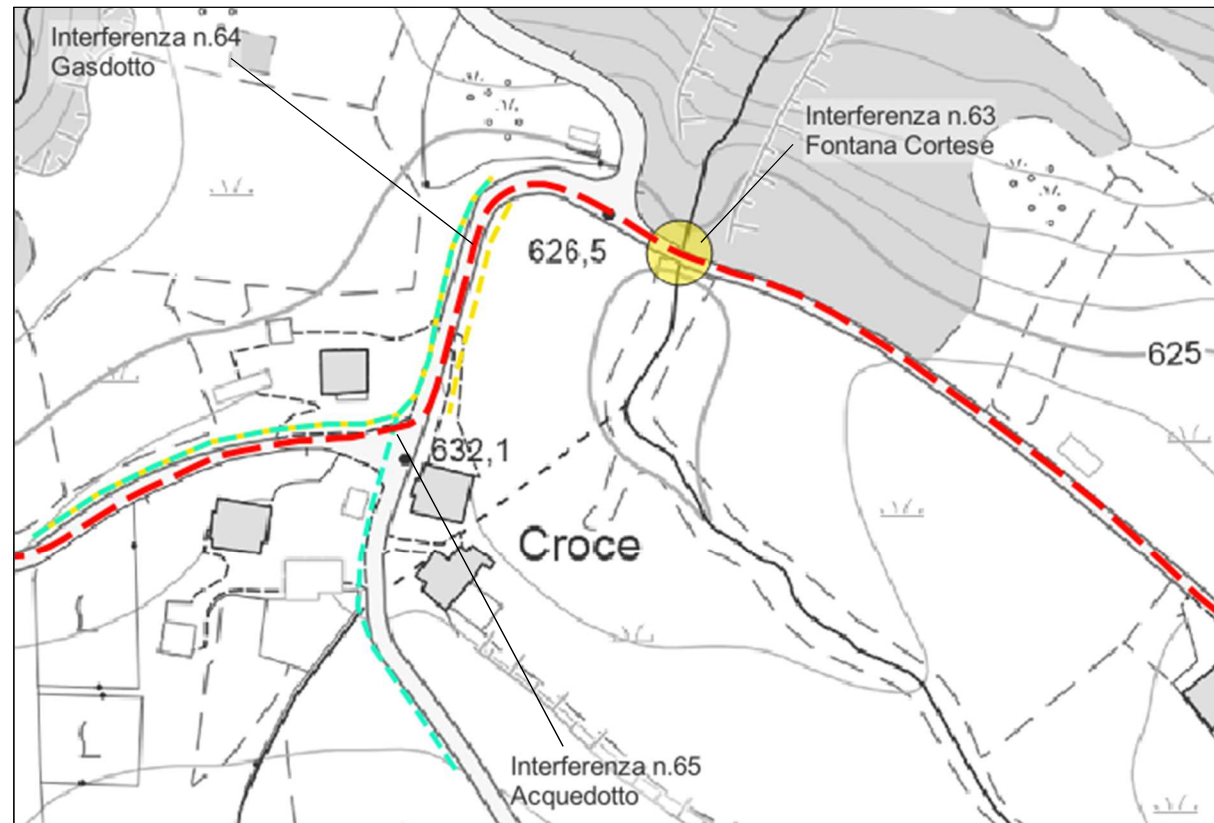 Interferenza n.64
Gasdotto
Interferenza n.63
Fontana Cortese
626,5
625
632,1
Croce
Interferenza n.65
Acquedotto